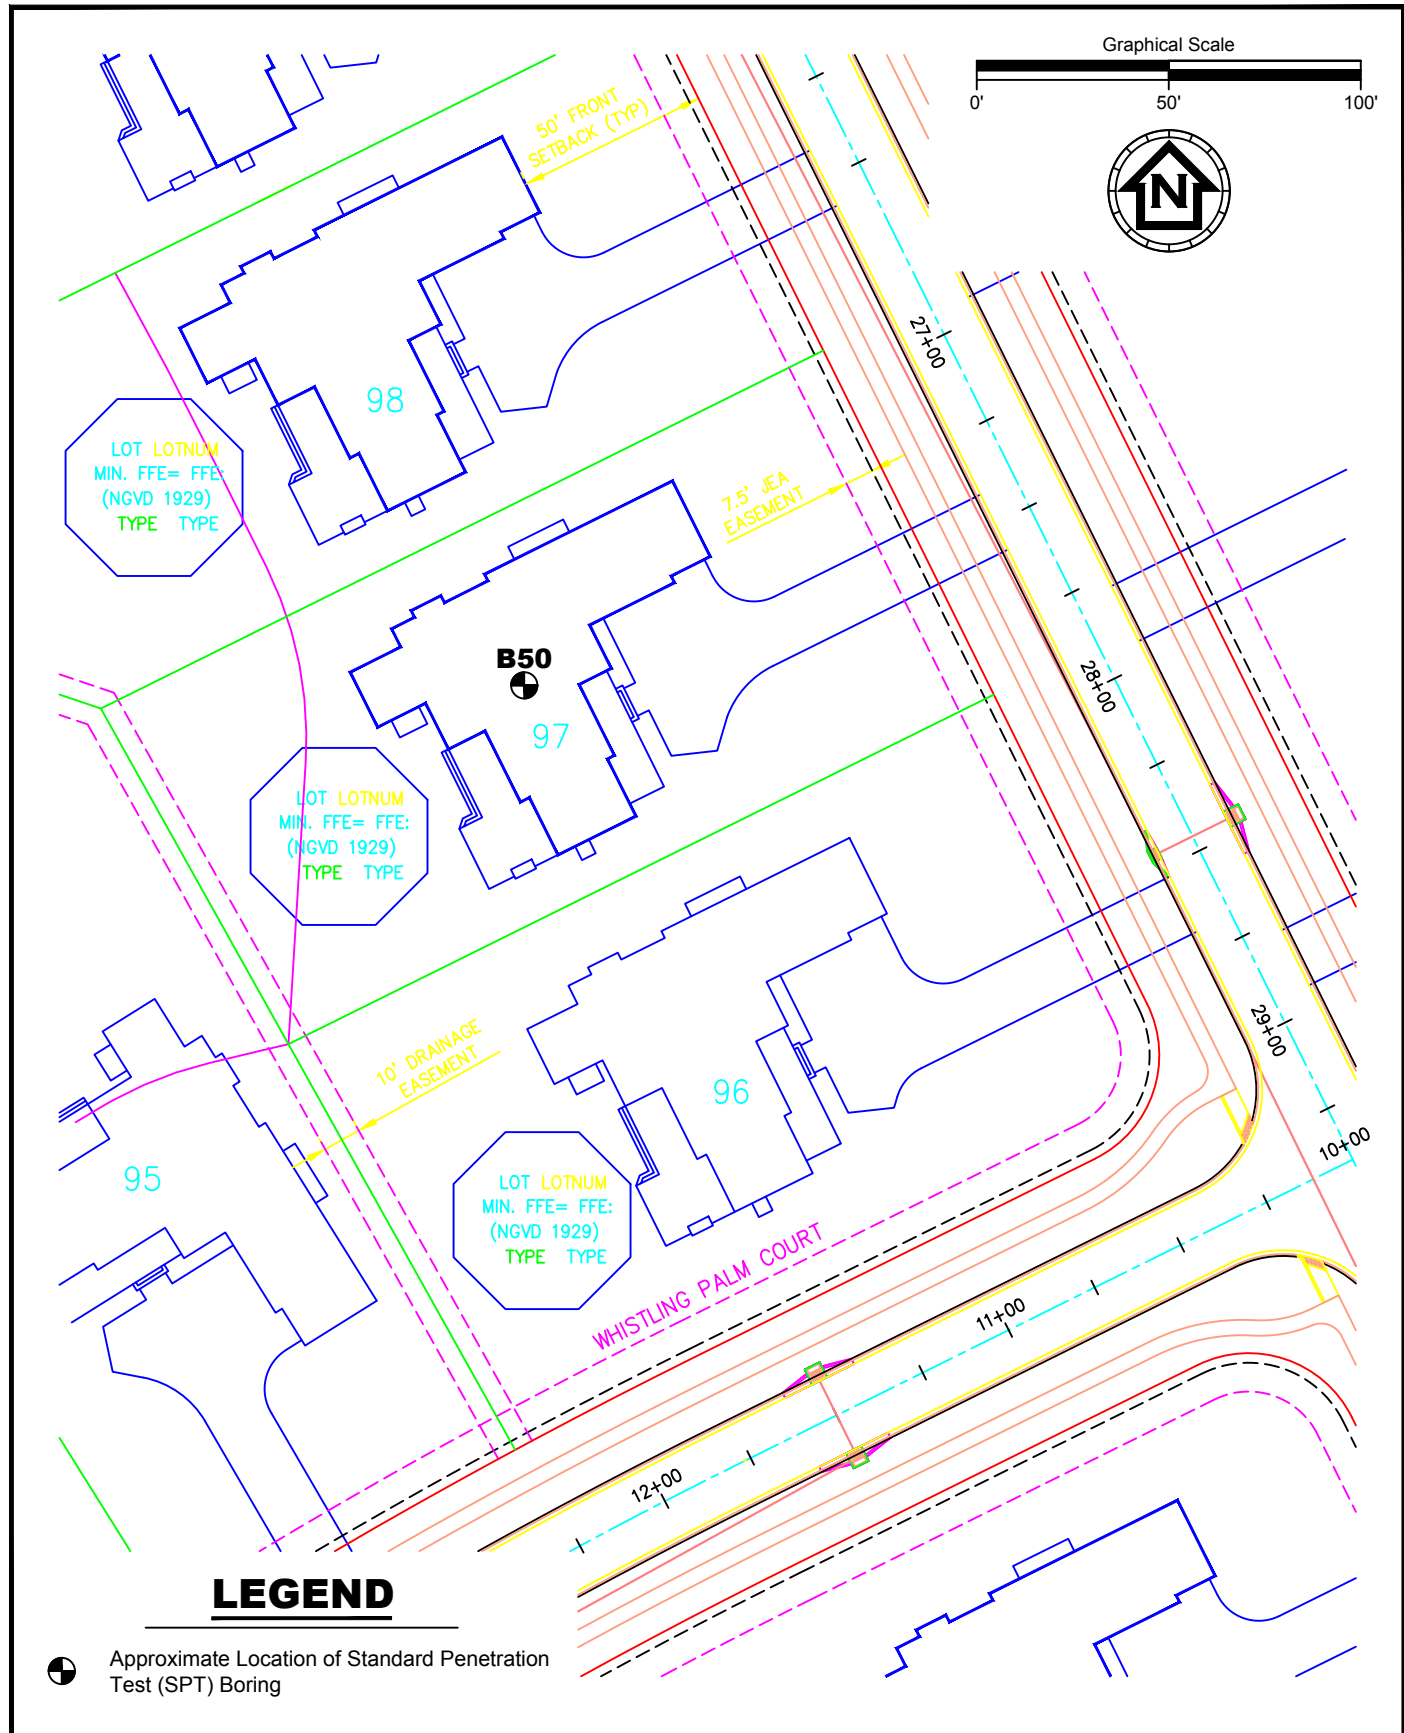 Graphical Scale
0' 50' 100'
N
50' FRONT
SETBACK (TYP)
27+00
98
LOT LOTNUM
MIN. FFE= FFE:
(NGVD 1929)
TYPE TYPE
7.5' JEA
EASEMENT
B50
97
28+00
LOT LOTNUM
MIN. FFE= FFE:
(NGVD 1929)
TYPE TYPE
10' DRAINAGE
EASEMENT
96
29+00
10+00
95
LOT LOTNUM
MIN. FFE= FFE:
(NGVD 1929)
TYPE TYPE
WHISTLING PALM COURT
11+00
12+00
LEGEND
Approximate Location of Standard Penetration
Test (SPT) Boring